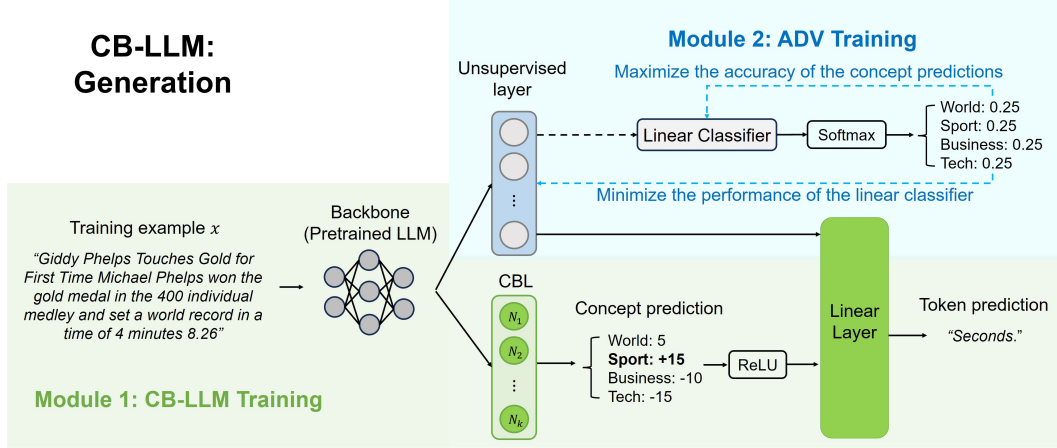 CB-LLM:
Generation
Module 2: ADV Training
Unsupervised
layer
Maximize the accuracy of the concept predictions
Linear Classifier
Softmax
World: 0.25
Sport: 0.25
Business: 0.25
Tech: 0.25
Minimize the performance of the linear classifier
Training example x
"Giddy Phelps Touches Gold for
First Time Michael Phelps won the
gold medal in the 400 individual
medley and set a world record in a
time of 4 minutes 8.26"
Backbone
(Pretrained LLM)
CBL
N₁
N₂
⋮
Nₖ
Concept prediction
World: 5
Sport: +15
Business: -10
Tech: -15
ReLU
Linear
Layer
Token prediction
"Seconds."
Module 1: CB-LLM Training